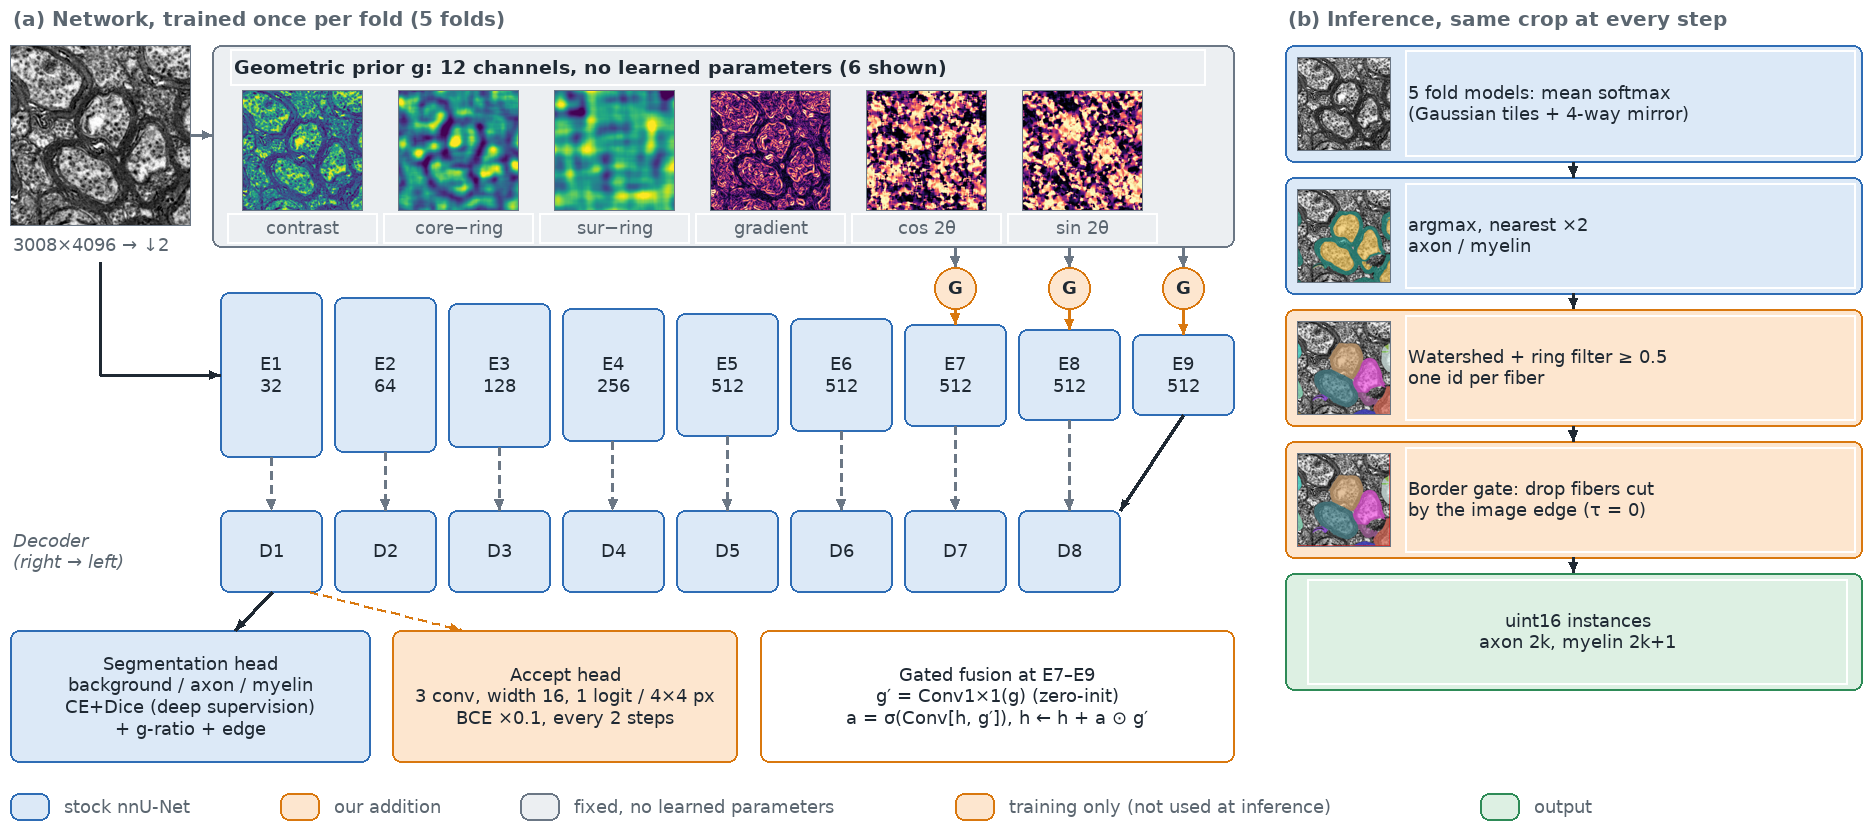 (a) Network, trained once per fold (5 folds)
Geometric prior g: 12 channels, no learned parameters (6 shown)
contrast
core−ring
sur−ring
gradient
cos 2θ
sin 2θ
3008×4096 → ↓2
G
G
G
E1
32
E2
64
E3
128
E4
256
E5
512
E6
512
E7
512
E8
512
E9
512
Decoder
(right → left)
D1
D2
D3
D4
D5
D6
D7
D8
Segmentation head
background / axon / myelin
CE+Dice (deep supervision)
+ g-ratio + edge
Accept head
3 conv, width 16, 1 logit / 4×4 px
BCE ×0.1, every 2 steps
Gated fusion at E7–E9
g′ = Conv1×1(g) (zero-init)
a = σ(Conv[h, g′]), h ← h + a ⊙ g′
(b) Inference, same crop at every step
5 fold models: mean softmax
(Gaussian tiles + 4-way mirror)
argmax, nearest ×2
axon / myelin
Watershed + ring filter ≥ 0.5
one id per fiber
Border gate: drop fibers cut
by the image edge (τ = 0)
uint16 instances
axon 2k, myelin 2k+1
stock nnU-Net
our addition
fixed, no learned parameters
training only (not used at inference)
output